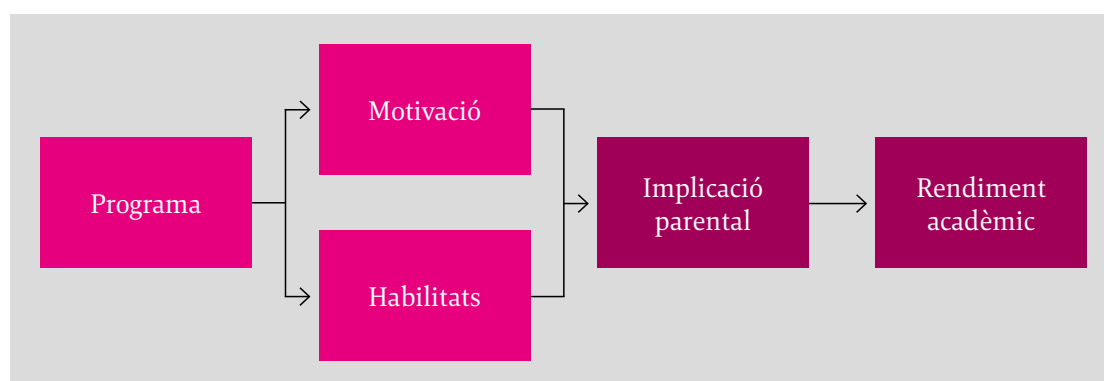 Programa
Motivació
Habilitats
Implicació
parental
Rendiment
acadèmic